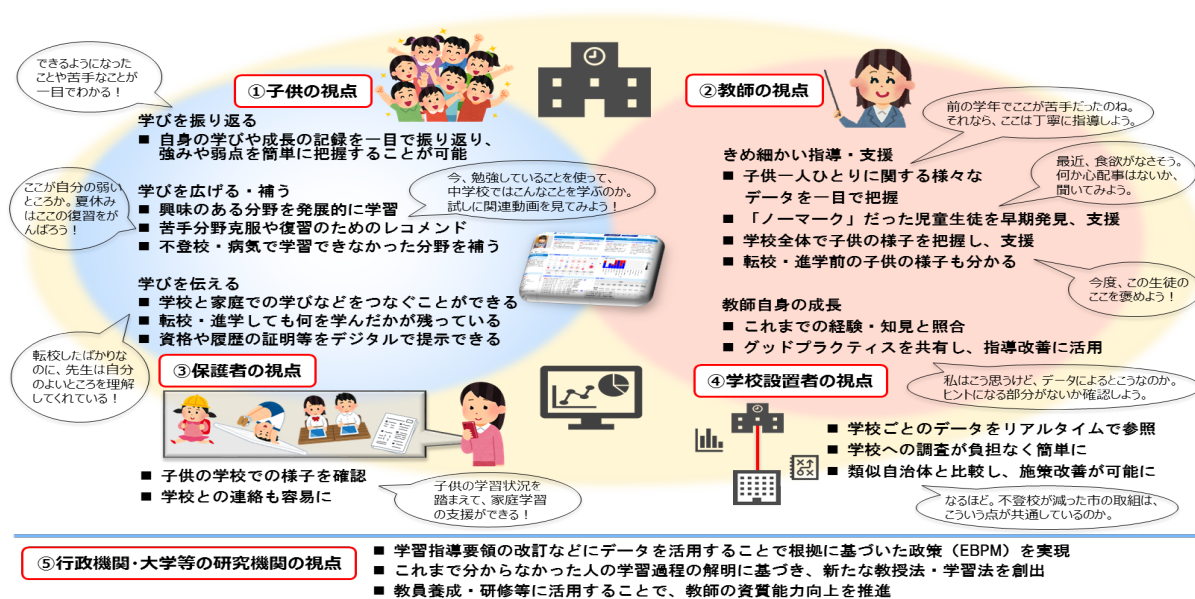 できるようになった
ことや苦手なことが
一目でわかる！
①子供の視点
学びを振り返る
■ 自身の学びや成長の記録を一目で振り返り、
強みや弱点を簡単に把握することが可能
ここが自分の弱い
ところか。夏休み
はここの復習をが
んばろう！
今、勉強していることを使って、
中学校ではこんなことを学ぶのか。
試しに関連動画を見てみよう！
学びを広げる・補う
■ 興味のある分野を発展的に学習
■ 苦手分野克服や復習のためのレコメンド
■ 不登校・病気で学習できなかった分野を補う
学びを伝える
■ 学校と家庭での学びなどをつなぐことができる
■ 転校・進学しても何を学んだかが残っている
■ 資格や履歴の証明等をデジタルで提示できる
転校したばかりな
のに、先生は自分
のよいところを理解
してくれている！
②教師の視点
前の学年でここが苦手だったのね。
それなら、ここは丁寧に指導しよう。
きめ細かい指導・支援
■ 子供一人ひとりに関する様々な
データを一目で把握
■ 「ノーマーク」だった児童生徒を早期発見、支援
■ 学校全体で子供の様子を把握し、支援
■ 転校・進学前の子供の様子も分かる
最近、食欲がなさそう。
何か心配事はないか、
聞いてみよう。
今度、この生徒の
ここを褒めよう！
教師自身の成長
■ これまでの経験・知見と照合
■ グッドプラクティスを共有し、指導改善に活用
私はこう思うけど、データによるとこうなのか。
ヒントになる部分がないか確認しよう。
③保護者の視点
■ 子供の学校での様子を確認
■ 学校との連絡も容易に
子供の学習状況を
踏まえて、家庭学習
の支援ができる！
④学校設置者の視点
■ 学校ごとのデータをリアルタイムで参照
■ 学校への調査が負担なく簡単に
■ 類似自治体と比較し、施策改善が可能に
なるほど。不登校が減った市の取組は、
こういう点が共通しているのか。
⑤行政機関・大学等の研究機関の視点
■ 学習指導要領の改訂などにデータを活用することで根拠に基づいた政策（EBPM）を実現
■ これまで分からなかった人の学習過程の解明に基づき、新たな教授法・学習法を創出
■ 教員養成・研修等に活用することで、教師の資質能力向上を推進